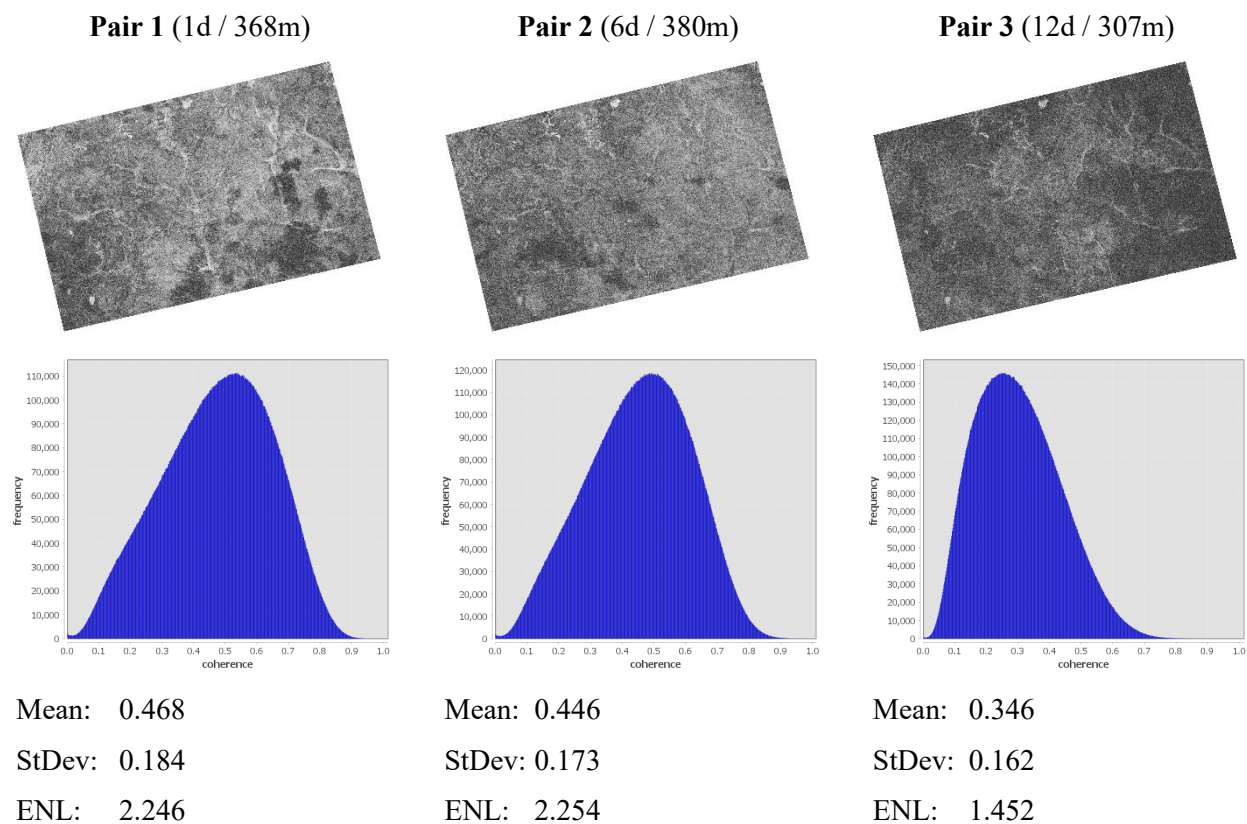 Pair 1 (1d / 368m)
Pair 2 (6d / 380m)
Pair 3 (12d / 307m)
110,000
100,000
90,000
80,000
70,000
60,000
50,000
40,000
30,000
20,000
10,000
0
frequency
0.0 0.1 0.2 0.3 0.4 0.5 0.6 0.7 0.8 0.9 1.0
coherence
120,000
110,000
100,000
90,000
80,000
70,000
60,000
50,000
40,000
30,000
20,000
10,000
0
frequency
0.0 0.1 0.2 0.3 0.4 0.5 0.6 0.7 0.8 0.9 1.0
coherence
150,000
140,000
130,000
120,000
110,000
100,000
90,000
80,000
70,000
60,000
50,000
40,000
30,000
20,000
10,000
0
frequency
0.0 0.1 0.2 0.3 0.4 0.5 0.6 0.7 0.8 0.9 1.0
coherence
Mean: 0.468
StDev: 0.184
ENL: 2.246
Mean: 0.446
StDev: 0.173
ENL: 2.254
Mean: 0.346
StDev: 0.162
ENL: 1.452